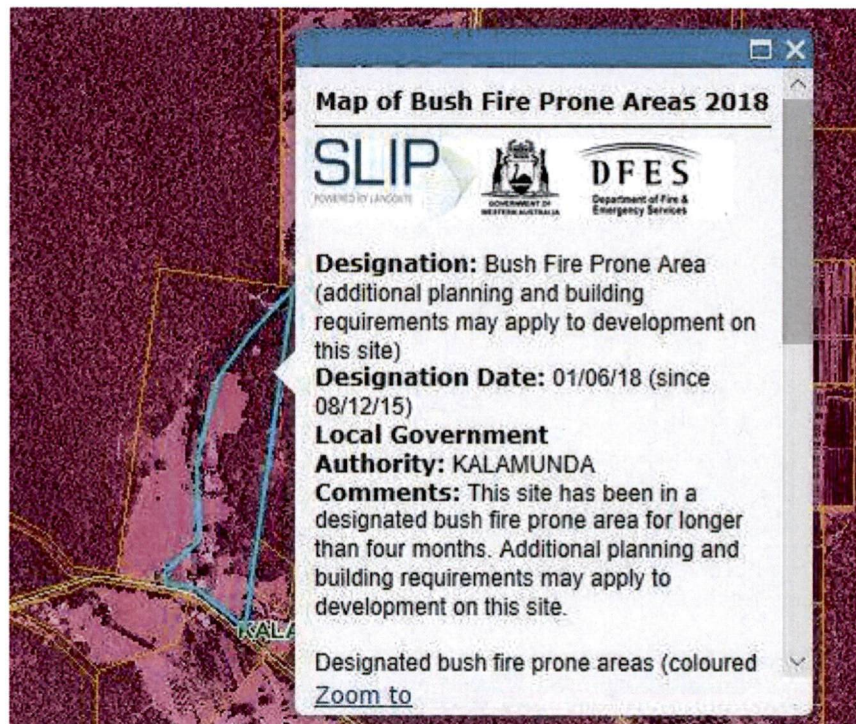 Map of Bush Fire Prone Areas 2018
SLIP
POWERED BY LANDGATE
GOVERNMENT OF
WESTERN AUSTRALIA
DFES
Department of Fire &
Emergency Services
Designation: Bush Fire Prone Area
(additional planning and building
requirements may apply to development on
this site)
Designation Date: 01/06/18 (since
08/12/15)
Local Government
Authority: KALAMUNDA
Comments: This site has been in a
designated bush fire prone area for longer
than four months. Additional planning and
building requirements may apply to
development on this site.
Designated bush fire prone areas (coloured
Zoom to
KALA